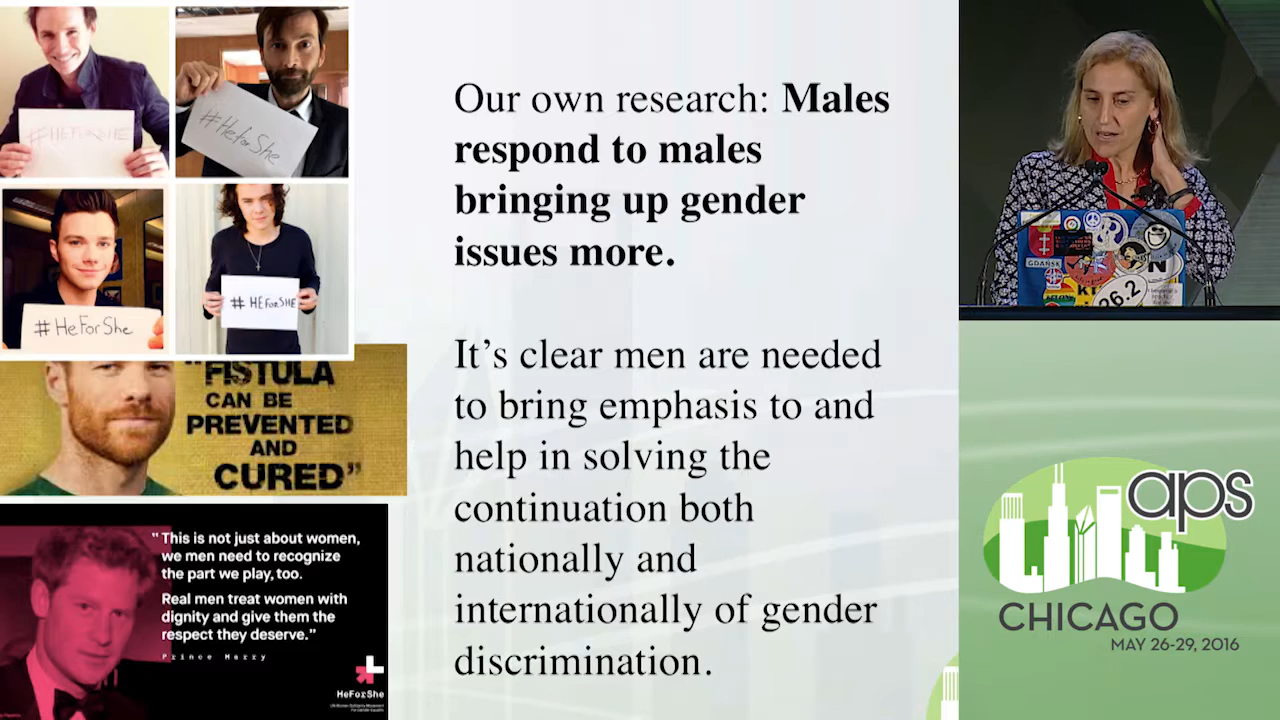 #HEFORSHE
#HeforShe
#HeForShe
# HEFORSHE
"FISTULA
CAN BE
PREVENTED
AND
CURED"
" This is not just about women,
we men need to recognize
the part we play, too.
Real men treat women with
dignity and give them the
respect they deserve."
Prince Harry
HeForShe
Our own research: Males
respond to males
bringing up gender
issues more.
It's clear men are needed
to bring emphasis to and
help in solving the
continuation both
nationally and
internationally of gender
discrimination.
GDAŃSK
N
26.2
aps
CHICAGO
MAY 26-29, 2016